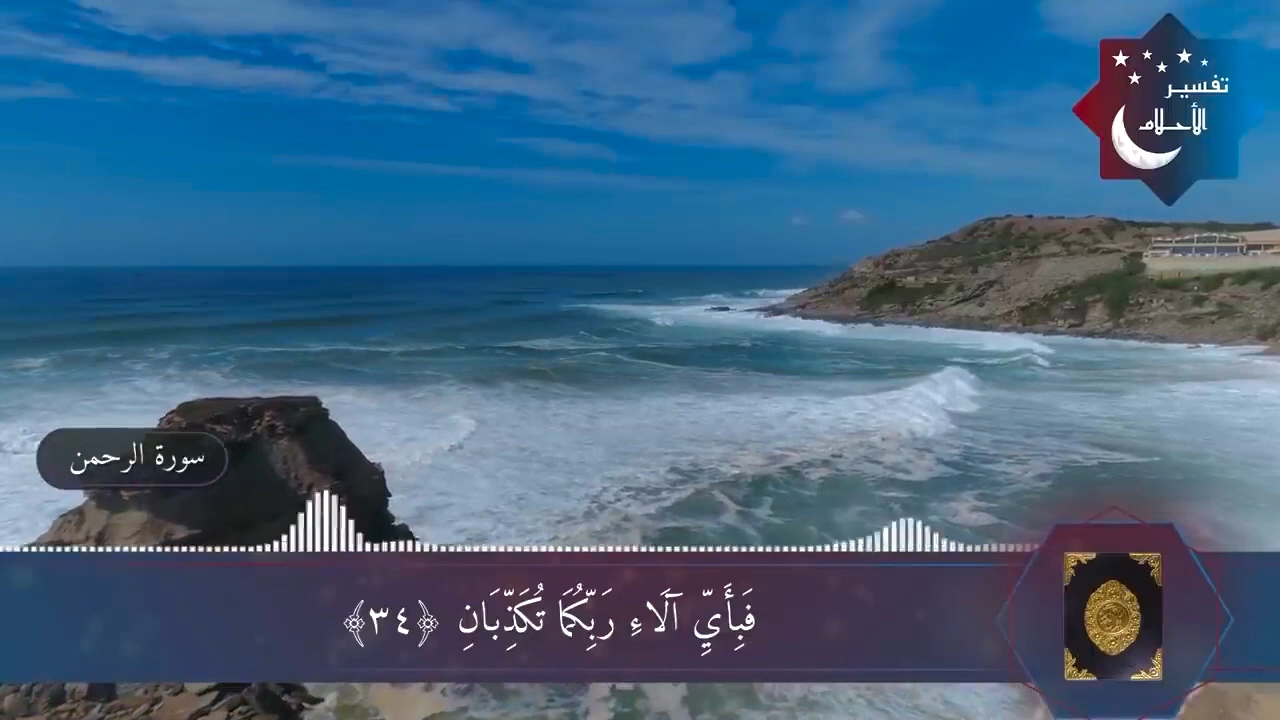 تفسير
الأحلام
سورة الرحمن
فَبِأَيِّ آلَاءِ رَبِّكُمَا تُكَذِّبَانِ ﴿٣٤﴾